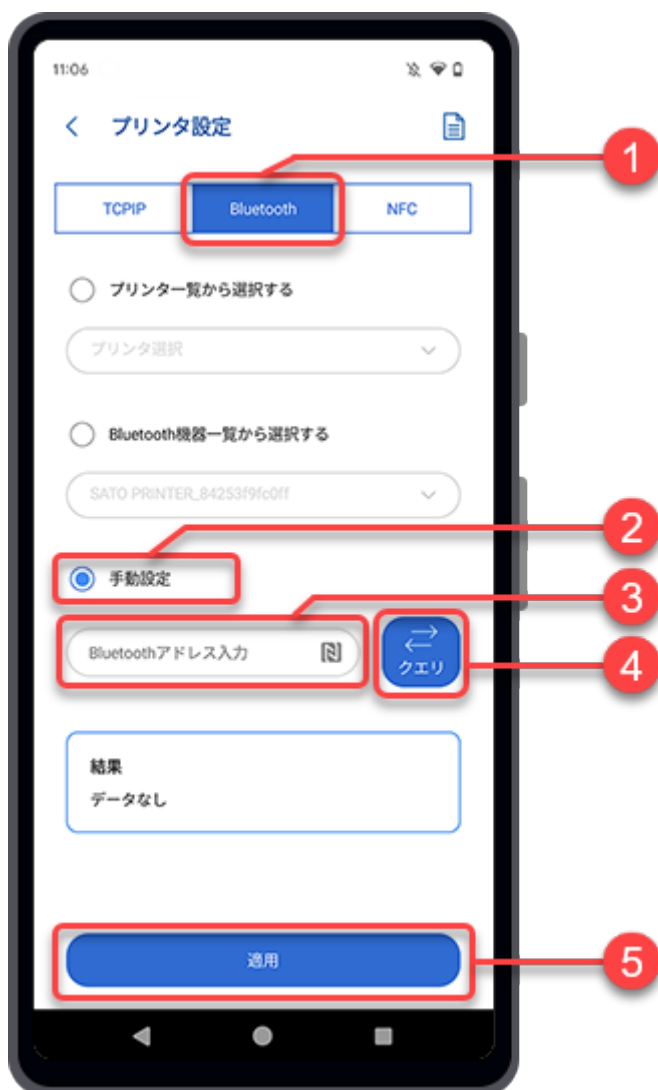 11:06
プリンタ設定
1
TCPIP Bluetooth NFC
プリンター覧から選択する
プリンタ選択
Bluetooth機器一覧から選択する
SATO PRINTER_84253f9fc0ff
2
手動設定
3
Bluetoothアドレス入力
クエリ
4
結果
データなし
適用
5